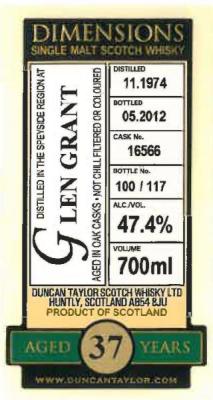 DIMENSIONS
SINGLE MALT SCOTCH WHISKY
DISTILLED IN THE SPEYSIDE REGION AT
GLEN GRANT
AGED IN OAK CASKS • NOT CHILL FILTERED OR COLOURED
DISTILLED
11.1974
BOTTLED
05.2012
CASK No.
16566
BOTTLE No.
100 / 117
ALC./VOL.
47.4%
VOLUME
700ml
DUNCAN TAYLOR SCOTCH WHISKY LTD
HUNTLY, SCOTLAND AB54 8JU
PRODUCT OF SCOTLAND
AGED 37 YEARS
WWW.DUNCANTAYLOR.COM